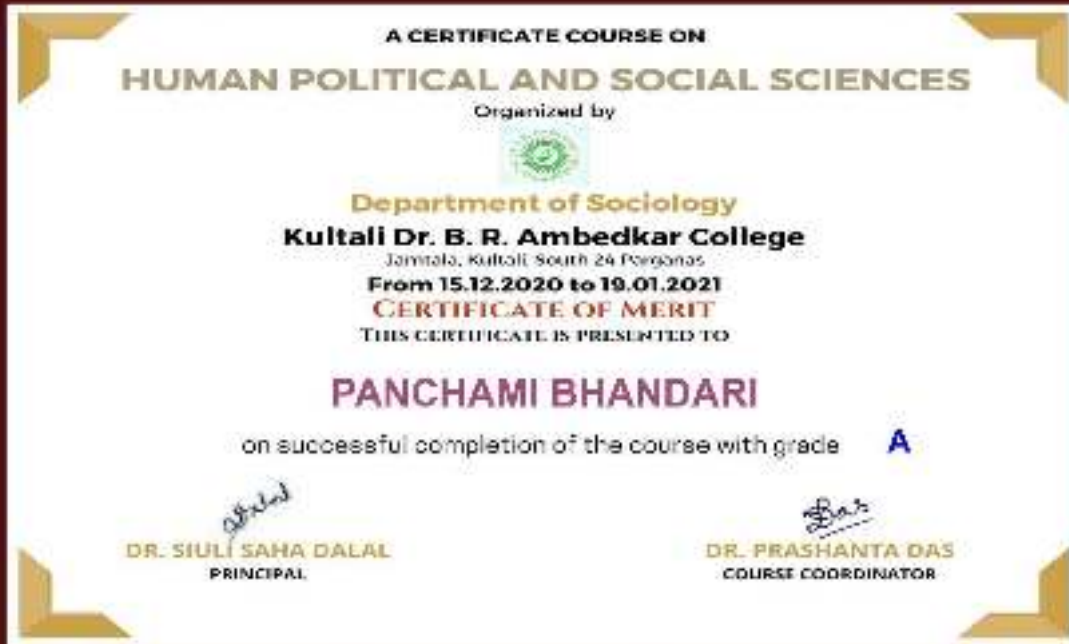 A CERTIFICATE COURSE ON
HUMAN POLITICAL AND SOCIAL SCIENCES
Organized by
Department of Sociology
Kultali Dr. B. R. Ambedkar College
Jamtala, Kultali, South 24 Parganas
From 15.12.2020 to 19.01.2021
CERTIFICATE OF MERIT
THIS CERTIFICATE IS PRESENTED TO
PANCHAMI BHANDARI
on successful completion of the course with grade A
DR. SIULI SAHA DALAL
PRINCIPAL
Das
DR. PRASHANTA DAS
COURSE COORDINATOR